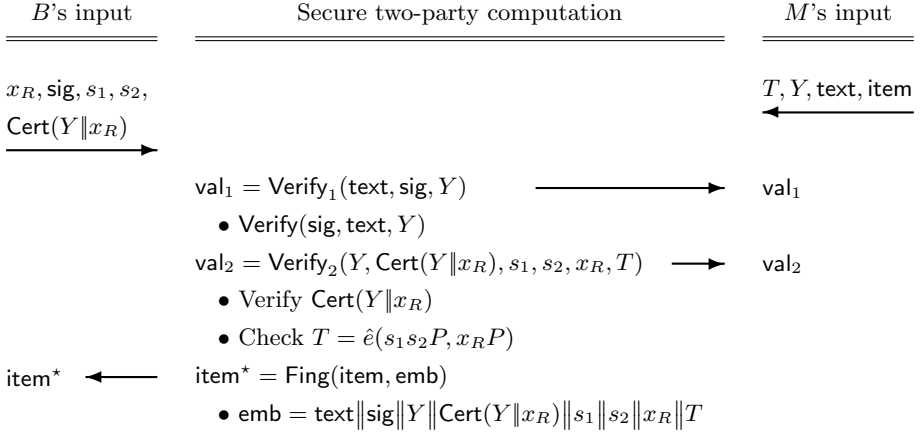 B's input Secure two-party computation M's input
x_R, sig, s_1, s_2, T, Y, text, item
Cert(Y‖x_R)
val_1 = Verify_1(text, sig, Y) val_1
• Verify(sig, text, Y)
val_2 = Verify_2(Y, Cert(Y‖x_R), s_1, s_2, x_R, T) val_2
• Verify Cert(Y‖x_R)
• Check T = ê(s_1s_2P, x_RP)
item* item* = Fing(item, emb)
• emb = text‖sig‖Y‖Cert(Y‖x_R)‖s_1‖s_2‖x_R‖T